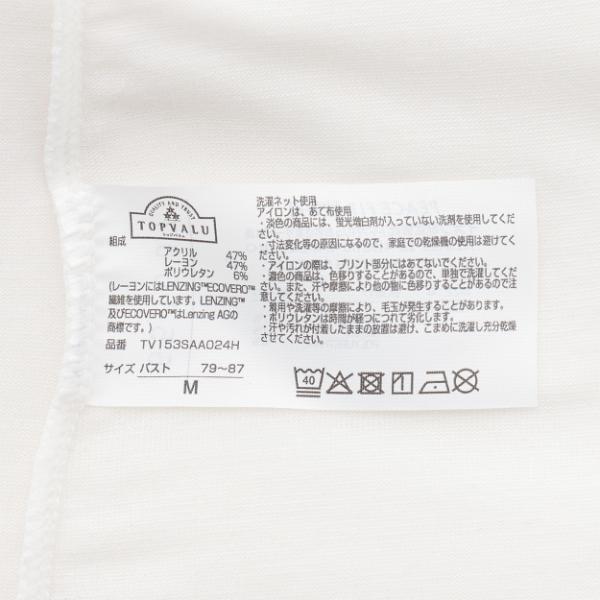 QUALITY AND TRUST
TOPVALU
トップバリュ
組成
アクリル 47%
レーヨン 47%
ポリウレタン 6%
(レーヨンにはLENZING™ECOVERO™
繊維を使用しています。LENZING™
及びECOVERO™はLenzing AGの
商標です。)
品番 TV153SAA024H
サイズ バスト 79～87
M
洗濯ネット使用
アイロンは、あて布使用
・淡色の商品には、蛍光増白剤が入っていない洗剤を使用してくだ
さい。
・寸法変化等の原因になるので、家庭での乾燥機の使用は避けてく
ださい。
・アイロンの際は、プリント部分にはあてないでください。
・濃色の商品は、色移りすることがあるので、単独で洗濯してくだ
さい。また、汗や摩擦により他の物に色移りすることがあるので注
意してください。
・着用や洗濯等の摩擦により、毛玉が発生することがあります。
・ポリウレタンは時間が経つにつれて劣化します。
・汗や汚れが付着したままの放置は避け、こまめに洗濯し充分乾燥
させてください。
40